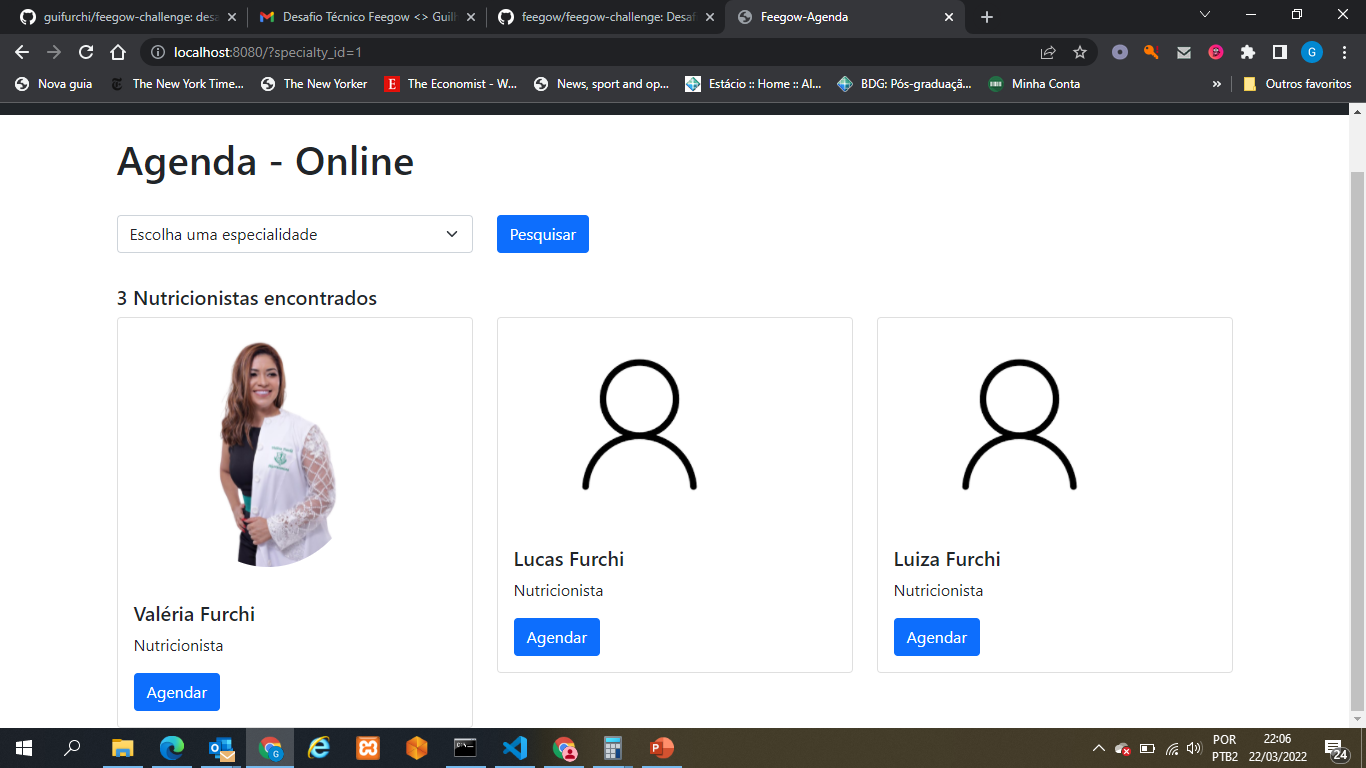 guifurchi/feegow-challenge: desa
Desafio Técnico Feegow <> Guilh
feegow/feegow-challenge: Desaf
Feegow-Agenda
localhost:8080/?specialty_id=1
G
Nova guia
The New York Time...
The New Yorker
The Economist - W...
News, sport and op...
Estácio :: Home :: Al...
BDG: Pós-graduaçã...
Minha Conta
»
Outros favoritos
Agenda - Online
Escolha uma especialidade
Pesquisar
3 Nutricionistas encontrados
Valéria Furchi
Nutricionista
Agendar
Lucas Furchi
Nutricionista
Agendar
Luiza Furchi
Nutricionista
Agendar
POR
PTB2
22:06
22/03/2022
24